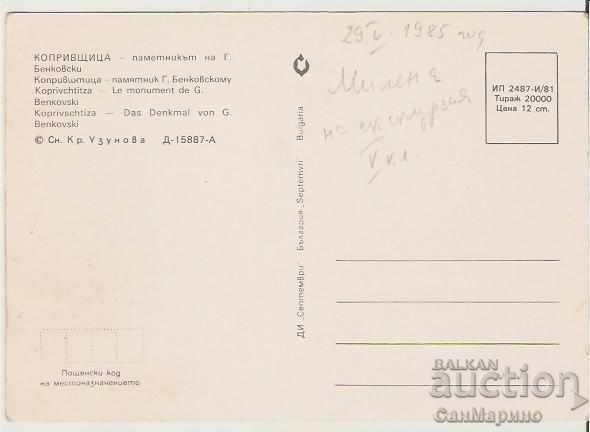 КОПРИВЩИЦА – паметникът на Г.
Бенковски
Копривштица – памятник Г. Бенковскому
Koprivchtitza – Le monument de G.
Benkovski
Koprivschtiza – Das Denkmal von G.
Benkovski
© Сн. Кр. Узунова Д-15887-А
ДИ „Септември“ България „Septemvri“ Bulgaria
29 V. 1985 год
Милена
на екскурзия
V кл.
ИП 2487-И/81
Тираж 20000
Цена 12 ст.
Пощенски код
на местоназначението
BALKAN
auction
СанМарино